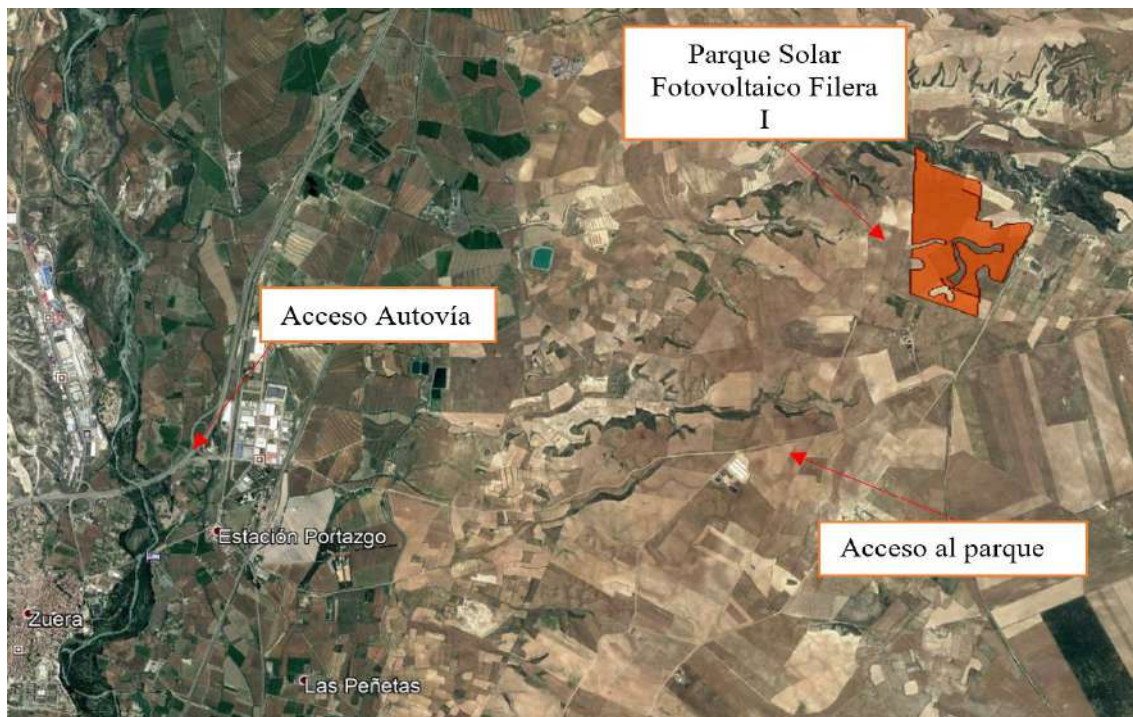 Parque Solar
Fotovoltaico Filera
I
Acceso Autovía
Estación Portazgo
Acceso al parque
Zuera
Las Peñetas